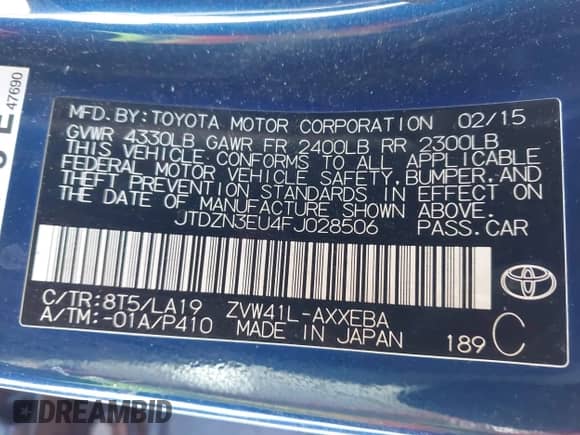 47690
MFD.BY:TOYOTA MOTOR CORPORATION 02/15
GVWR 4330LB GAWR FR 2400LB RR 2300LB
THIS VEHICLE CONFORMS TO ALL APPLICABLE
FEDERAL MOTOR VEHICLE SAFETY, BUMPER, AND
THEFT PREVENTION STANDARDS IN EFFECT ON
THE DATE OF MANUFACTURE SHOWN ABOVE.
JTDZN3EU4FJ028506 PASS.CAR
C/TR:8T5/LA19 ZVW41L-AXXEBA
A/TM:-01A/P410 MADE IN JAPAN 189 C
TOYOTA
DREAMBID